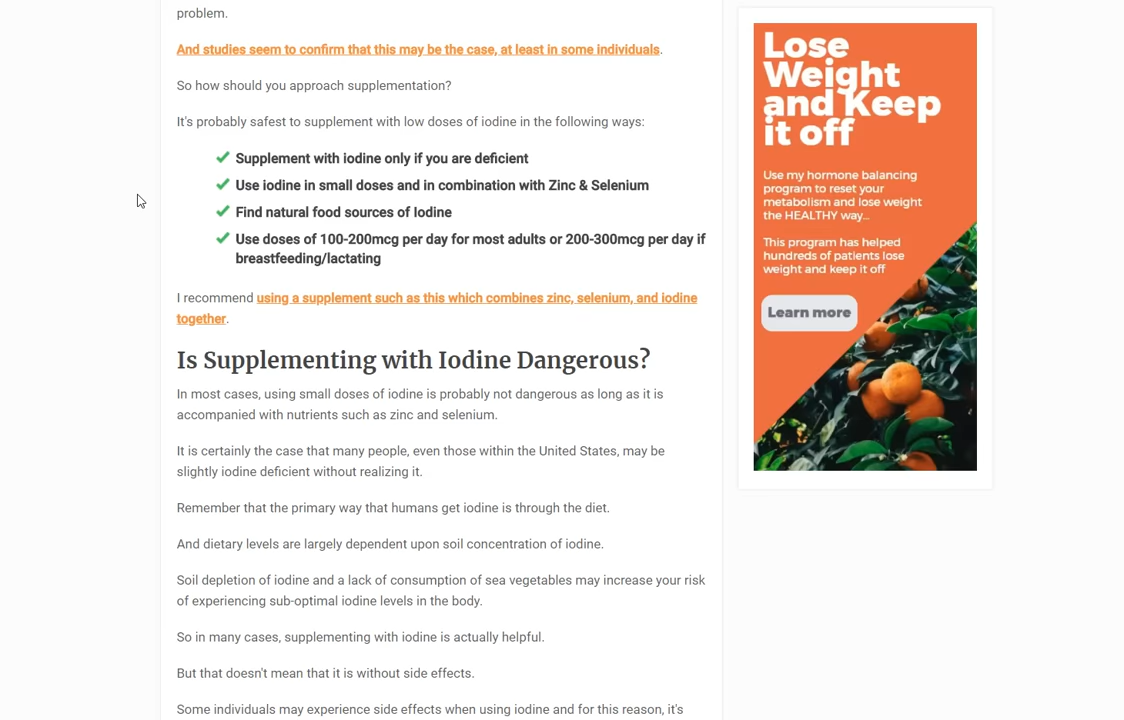 problem.
And studies seem to confirm that this may be the case, at least in some individuals.
So how should you approach supplementation?
It's probably safest to supplement with low doses of iodine in the following ways:
Supplement with iodine only if you are deficient
Use iodine in small doses and in combination with Zinc & Selenium
Find natural food sources of Iodine
Use doses of 100-200mcg per day for most adults or 200-300mcg per day if
breastfeeding/lactating
I recommend using a supplement such as this which combines zinc, selenium, and iodine
together.
Is Supplementing with Iodine Dangerous?
In most cases, using small doses of iodine is probably not dangerous as long as it is
accompanied with nutrients such as zinc and selenium.
It is certainly the case that many people, even those within the United States, may be
slightly iodine deficient without realizing it.
Remember that the primary way that humans get iodine is through the diet.
And dietary levels are largely dependent upon soil concentration of iodine.
Soil depletion of iodine and a lack of consumption of sea vegetables may increase your risk
of experiencing sub-optimal iodine levels in the body.
So in many cases, supplementing with iodine is actually helpful.
But that doesn't mean that it is without side effects.
Some individuals may experience side effects when using iodine and for this reason, it's
Lose
Weight
and Keep
it off
Use my hormone balancing
program to reset your
metabolism and lose weight
the HEALTHY way...
This program has helped
hundreds of patients lose
weight and keep it off
Learn more